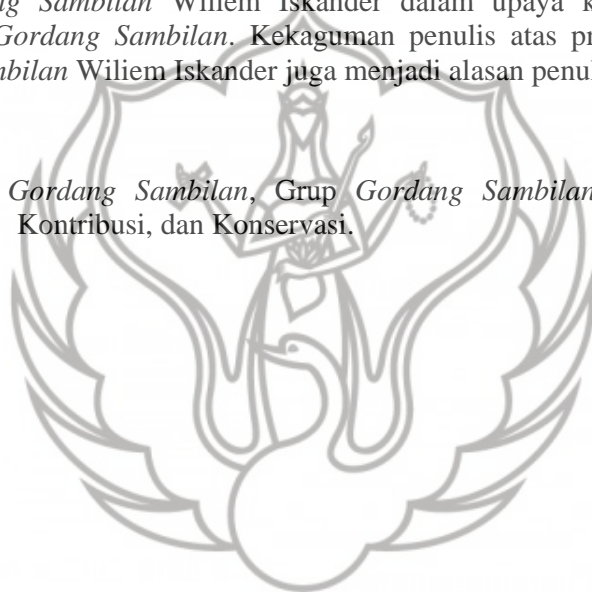 ng Sambilan Wiliem Iskander dalam upaya k
Gordang Sambilan. Kekaguman penulis atas pr
mbilan Wiliem Iskander juga menjadi alasan penul
Gordang Sambilan, Grup Gordang Sambilan
Kontribusi, dan Konservasi.